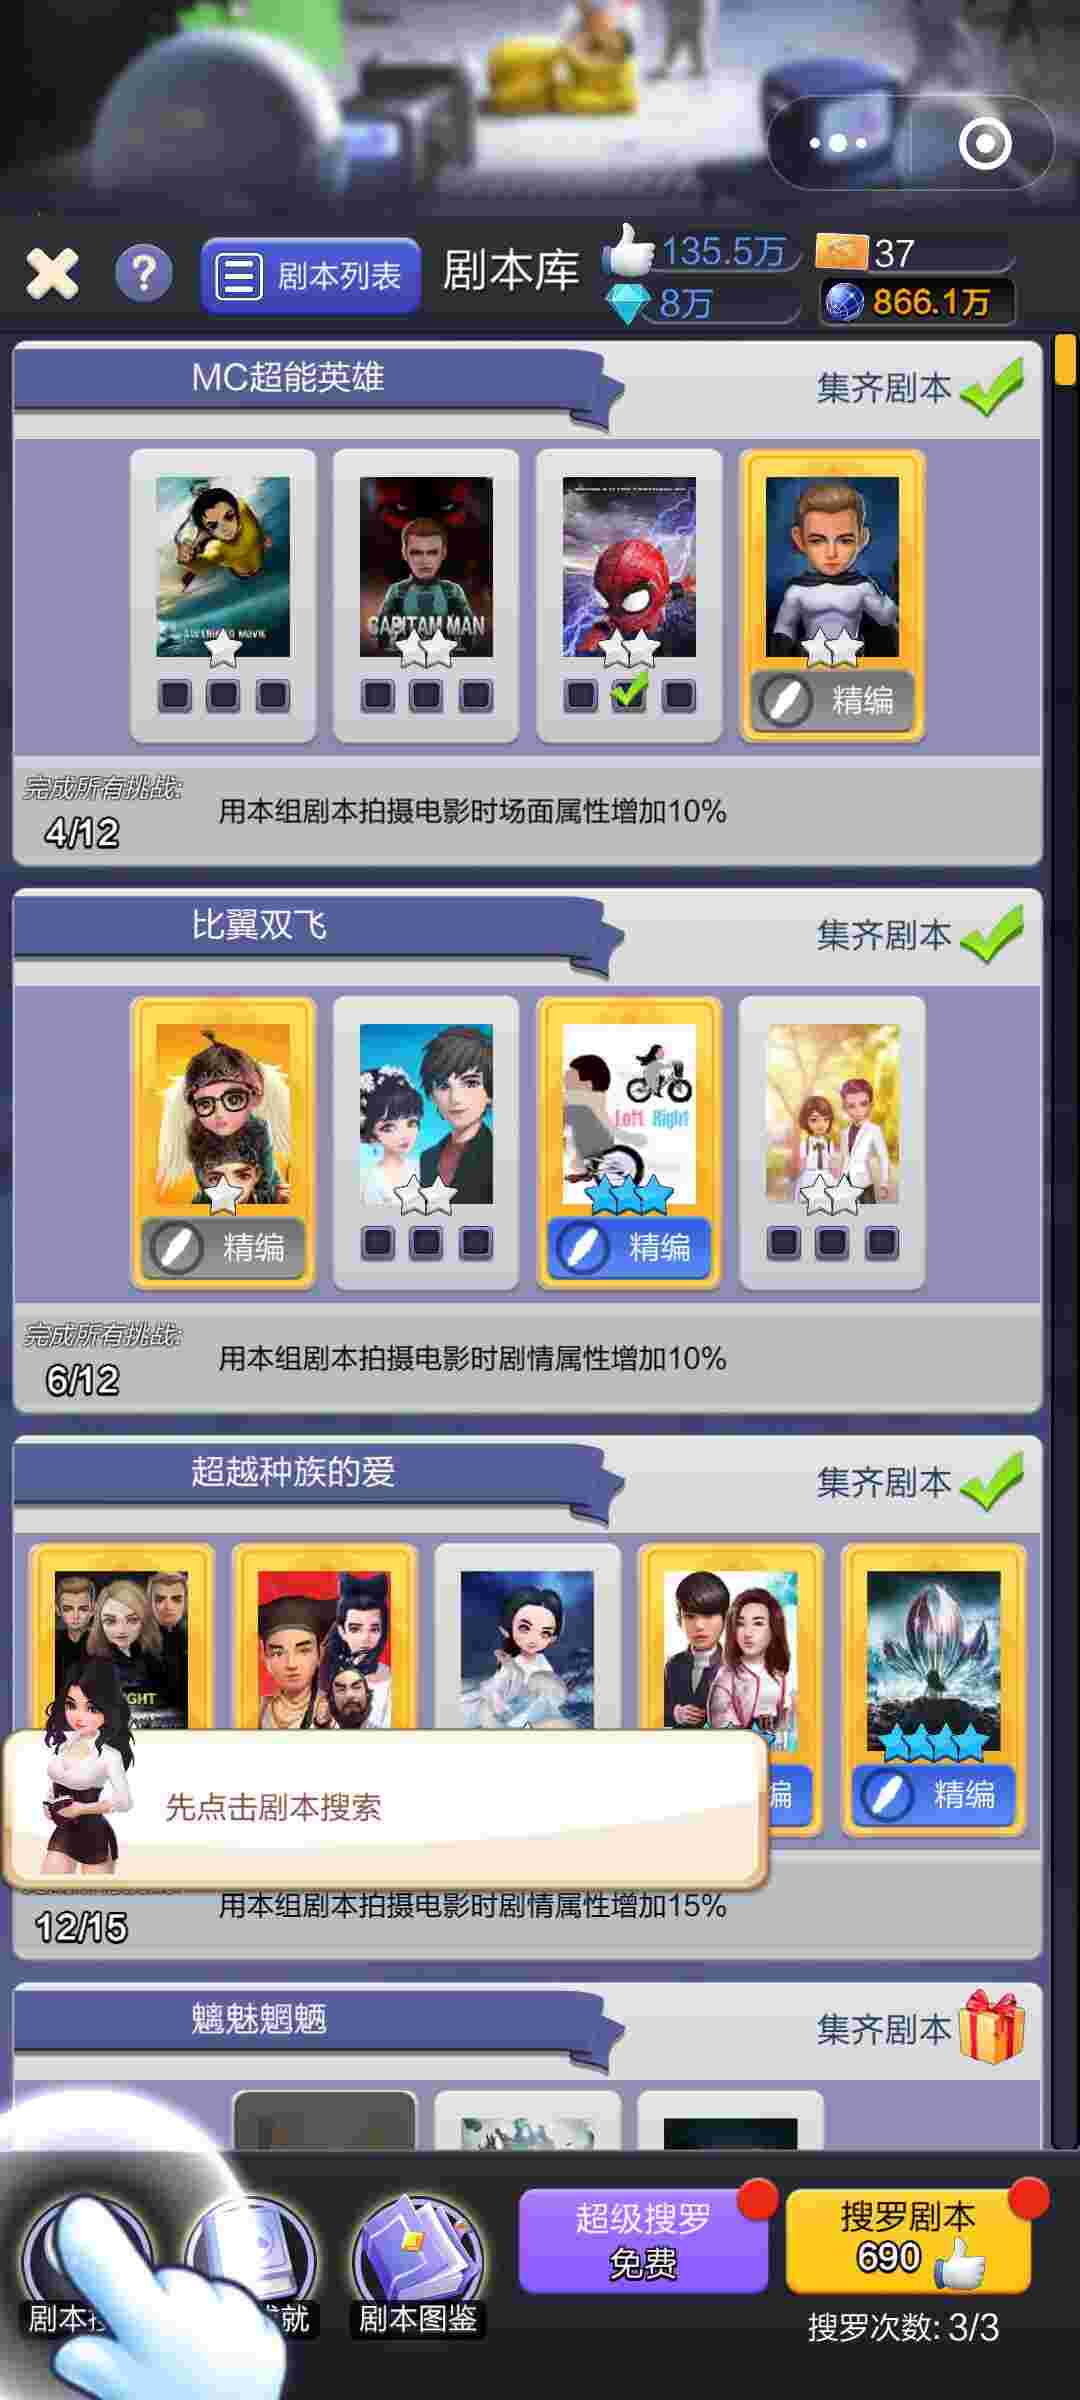 剧本列表
剧本库
135.5万
37
8万
866.1万
MC超能英雄
集齐剧本
CAPITAM MAN
精编
完成所有挑战:
4/12
用本组剧本拍摄电影时场面属性增加10%
比翼双飞
集齐剧本
Left Right
精编
精编
完成所有挑战:
6/12
用本组剧本拍摄电影时剧情属性增加10%
超越种族的爱
集齐剧本
编
精编
先点击剧本搜索
12/15
用本组剧本拍摄电影时剧情属性增加15%
魑魅魍魉
集齐剧本
超级搜罗
免费
搜罗剧本
690
剧本
就
剧本图鉴
搜罗次数: 3/3